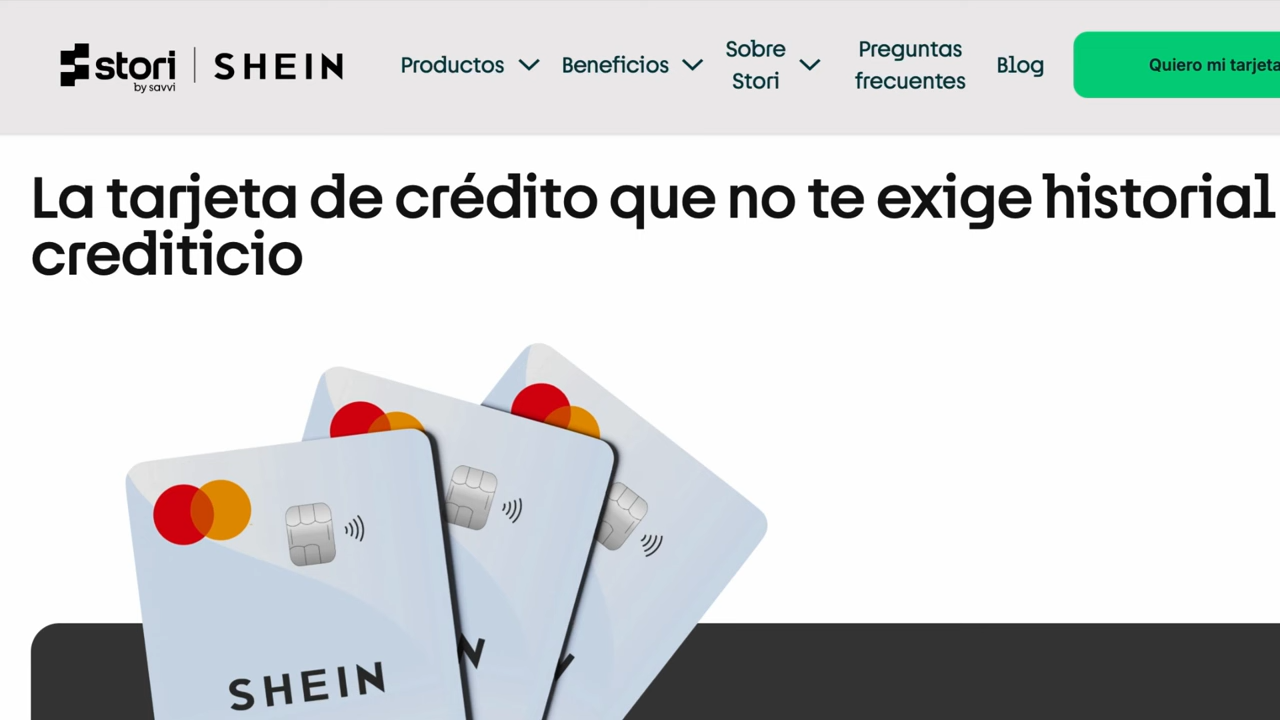 stori
by savvi
SHEIN
Productos
Beneficios
Sobre
Stori
Preguntas
frecuentes
Blog
Quiero mi tarjeta
La tarjeta de crédito que no te exige historial
crediticio
SHEIN